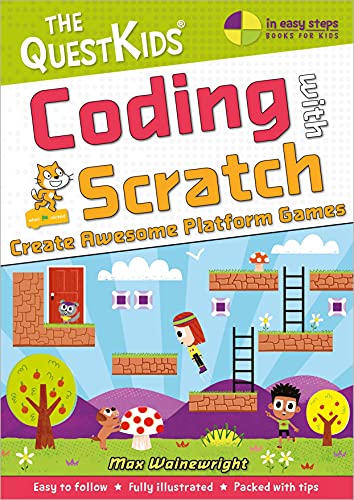 THE
QUESTKIDS®
in easy steps
BOOKS FOR KIDS
Coding
with
Scratch
Create Awesome Platform Games
Max Wainewright
Easy to follow ★ Fully illustrated ★ Packed with tips